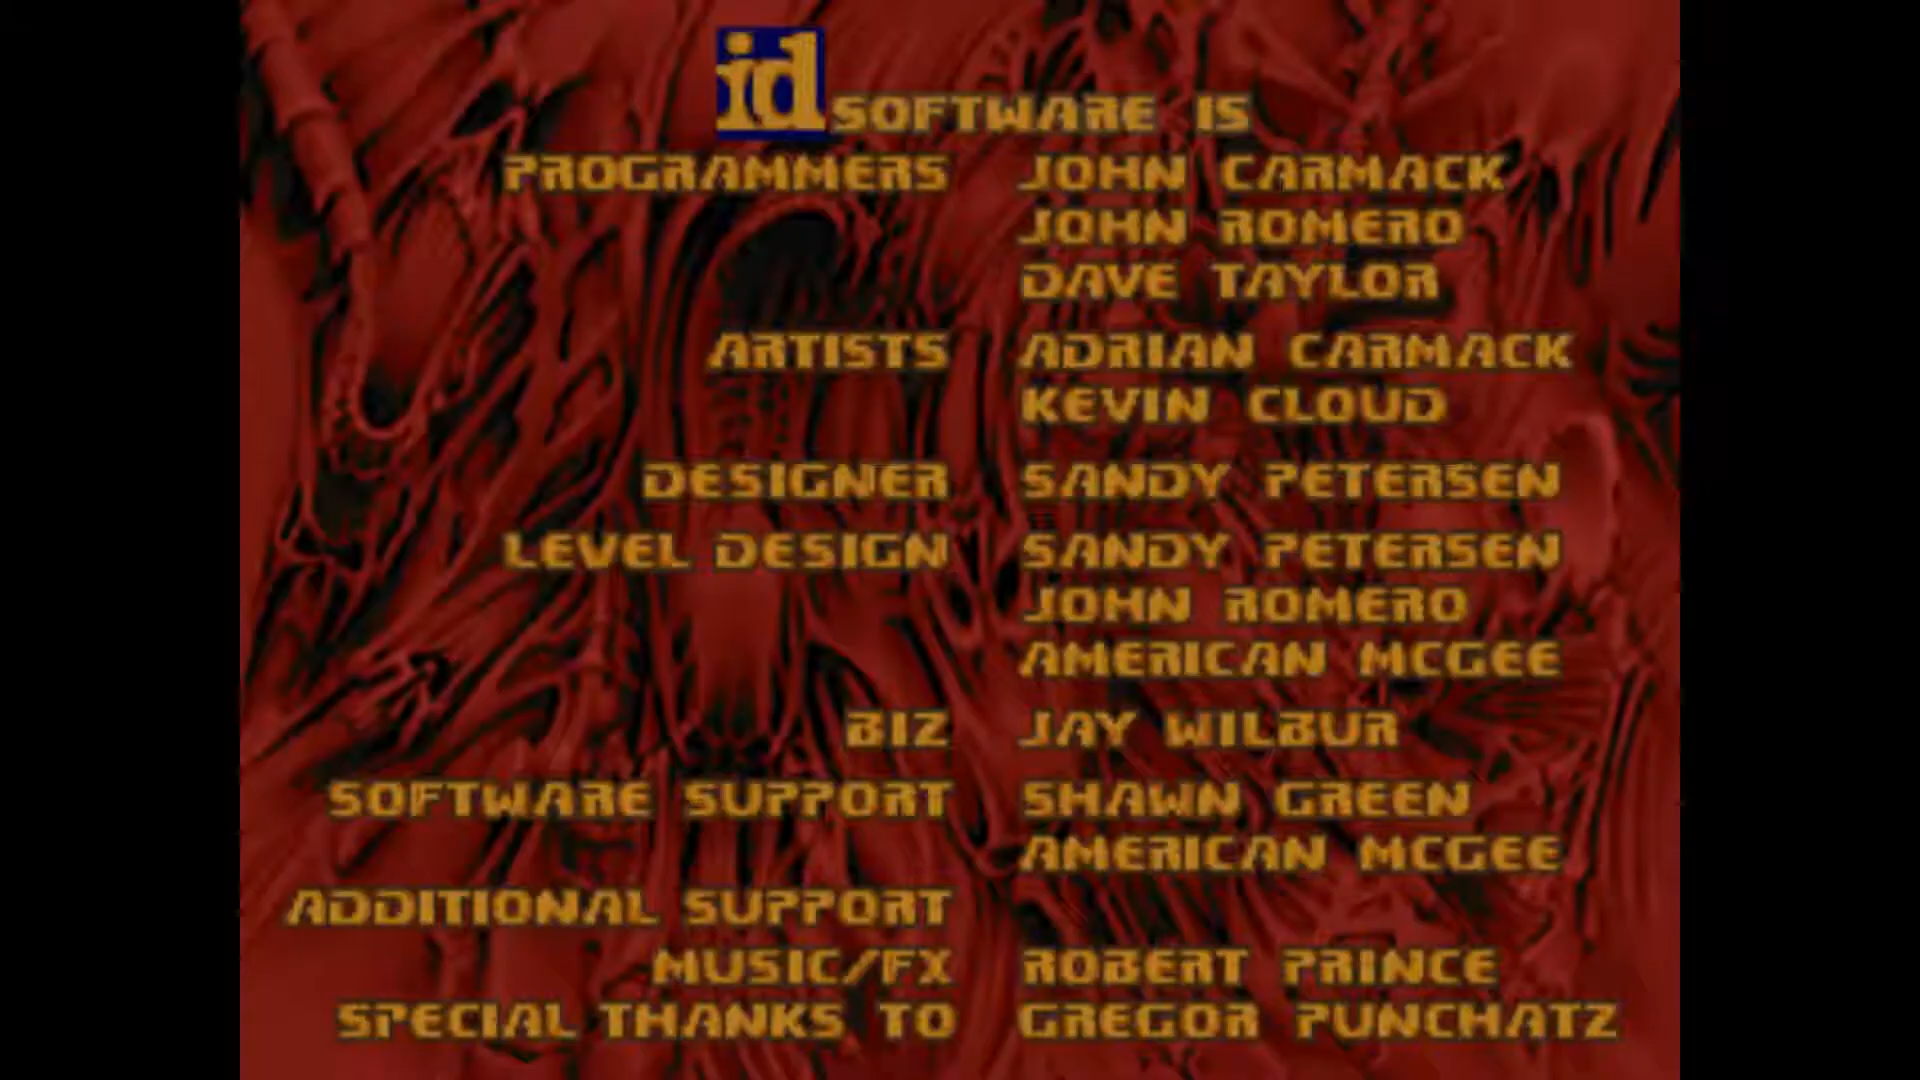 id SOFTWARE IS
PROGRAMMERS JOHN CARMACK
JOHN ROMERO
DAVE TAYLOR
ARTISTS ADRIAN CARMACK
KEVIN CLOUD
DESIGNER SANDY PETERSEN
LEVEL DESIGN SANDY PETERSEN
JOHN ROMERO
AMERICAN MCGEE
BIZ JAY WILBUR
SOFTWARE SUPPORT SHAWN GREEN
AMERICAN MCGEE
ADDITIONAL SUPPORT
MUSIC/FX ROBERT PRINCE
SPECIAL THANKS TO GREGOR PUNCHATZ